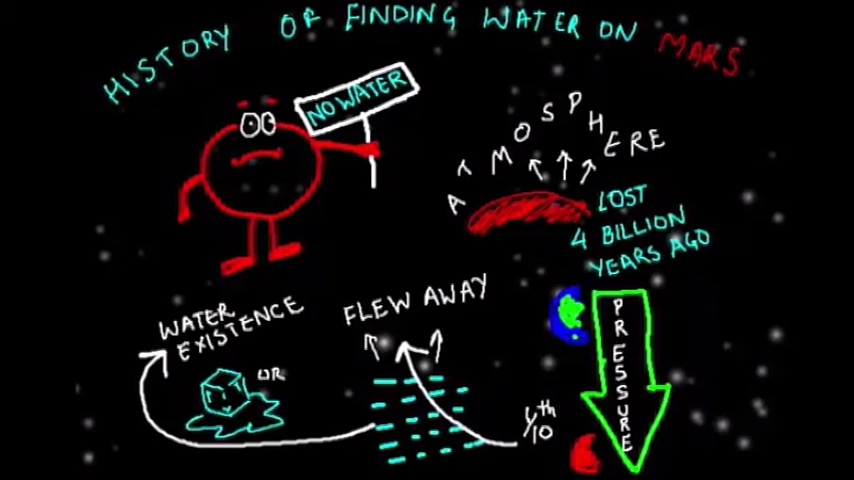 HISTORY OF FINDING WATER ON MARS
NO WATER
ATMOSPHERE
LOST
4 BILLION
YEARS AGO
WATER
EXISTENCE
FLEW AWAY
PRESSURE
OR
1/10th